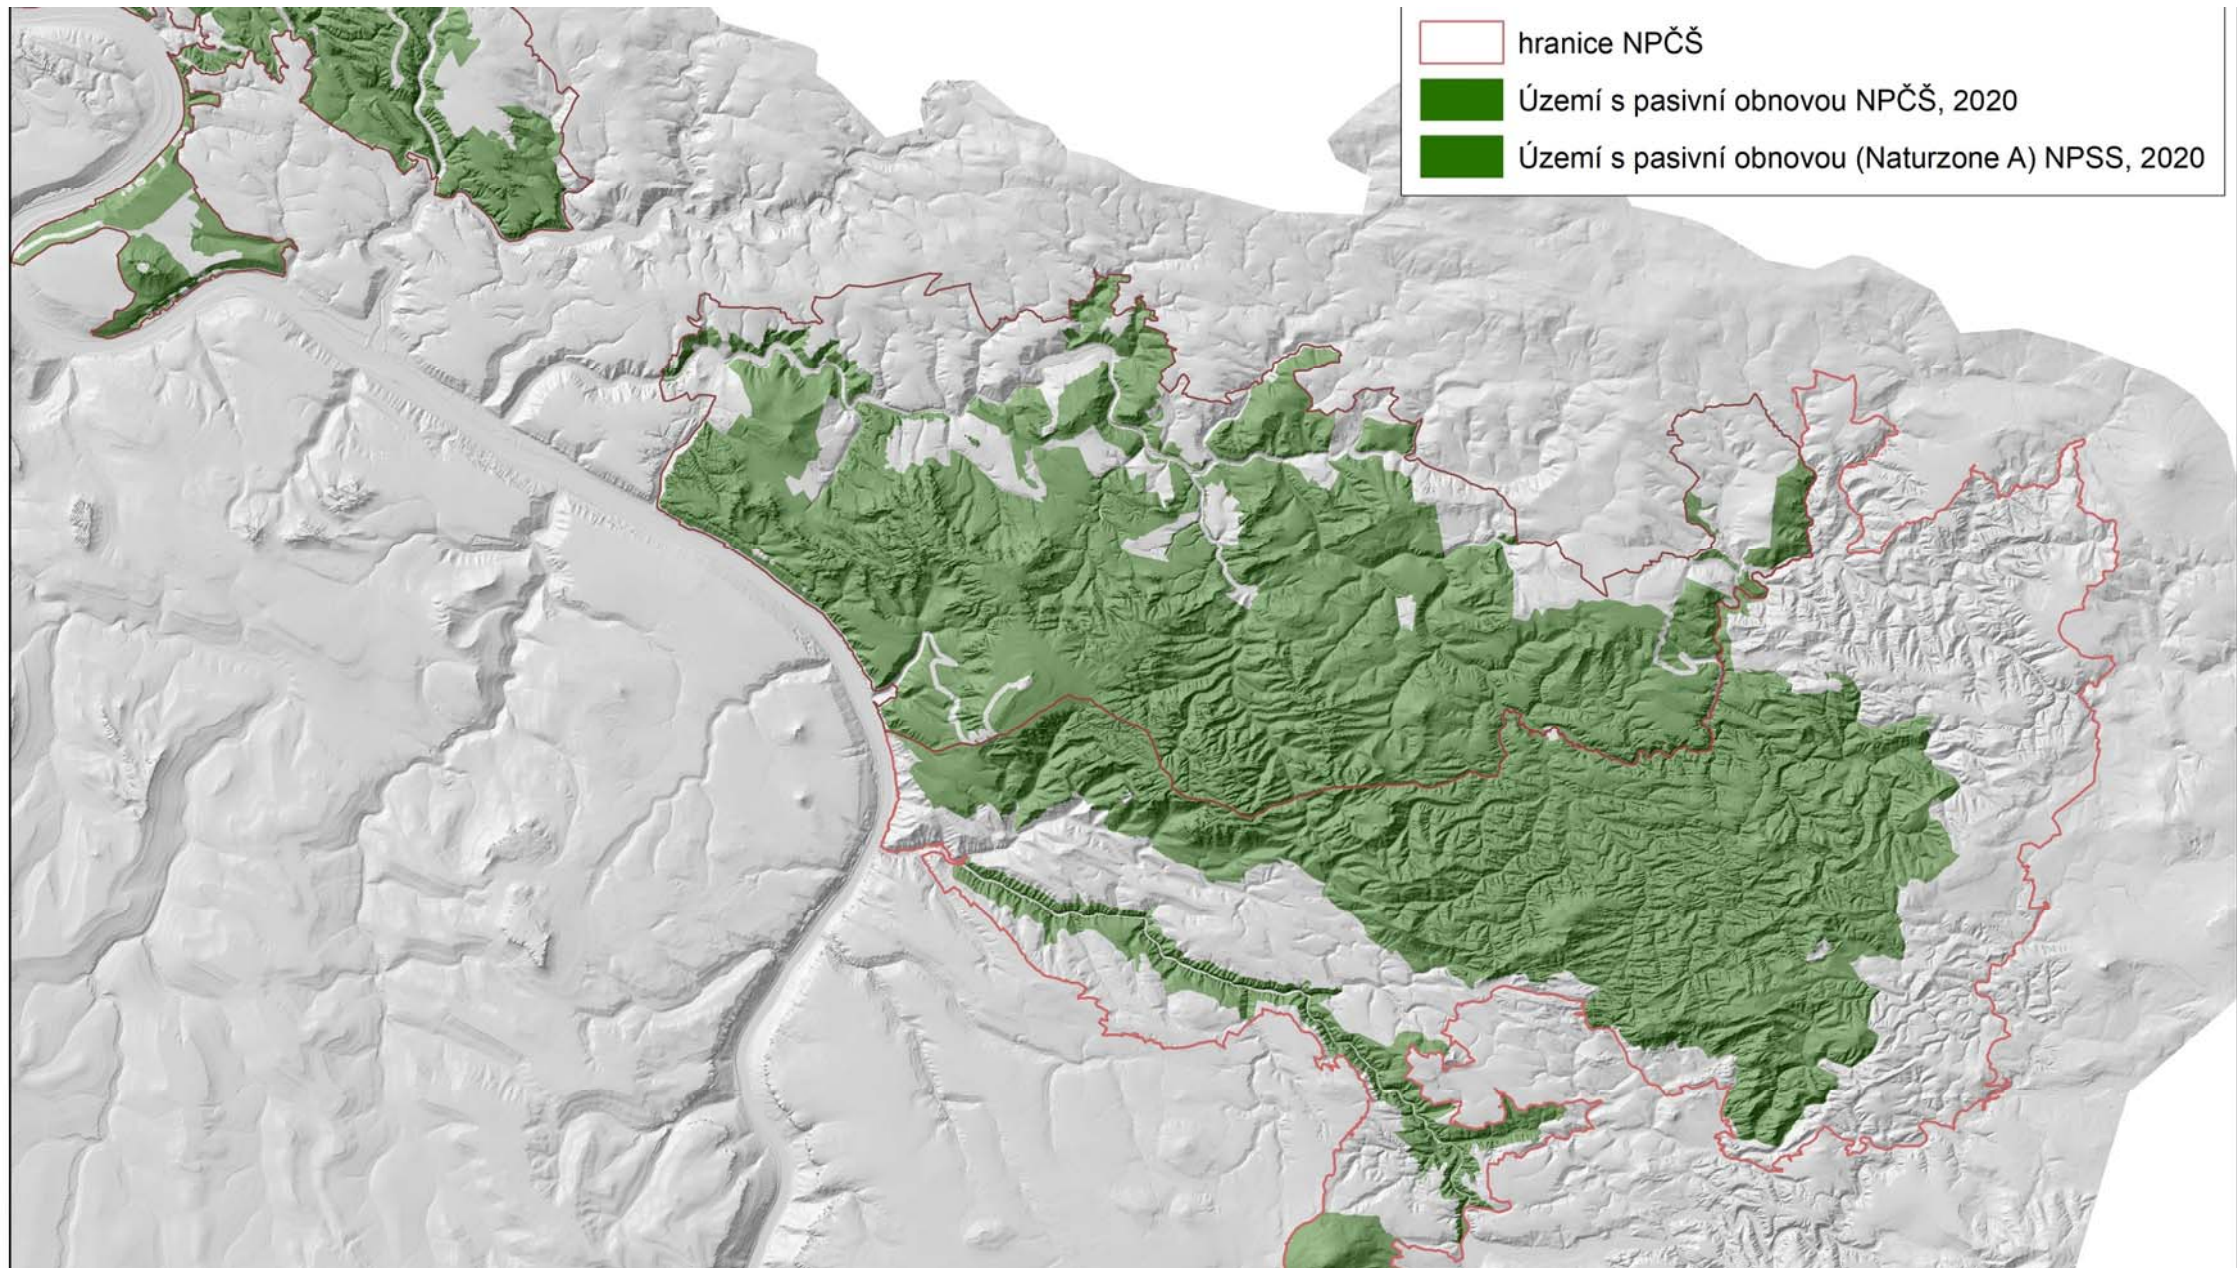 hranice NPČŠ
Území s pasivní obnovou NPČŠ, 2020
Území s pasivní obnovou (Naturzone A) NPSS, 2020